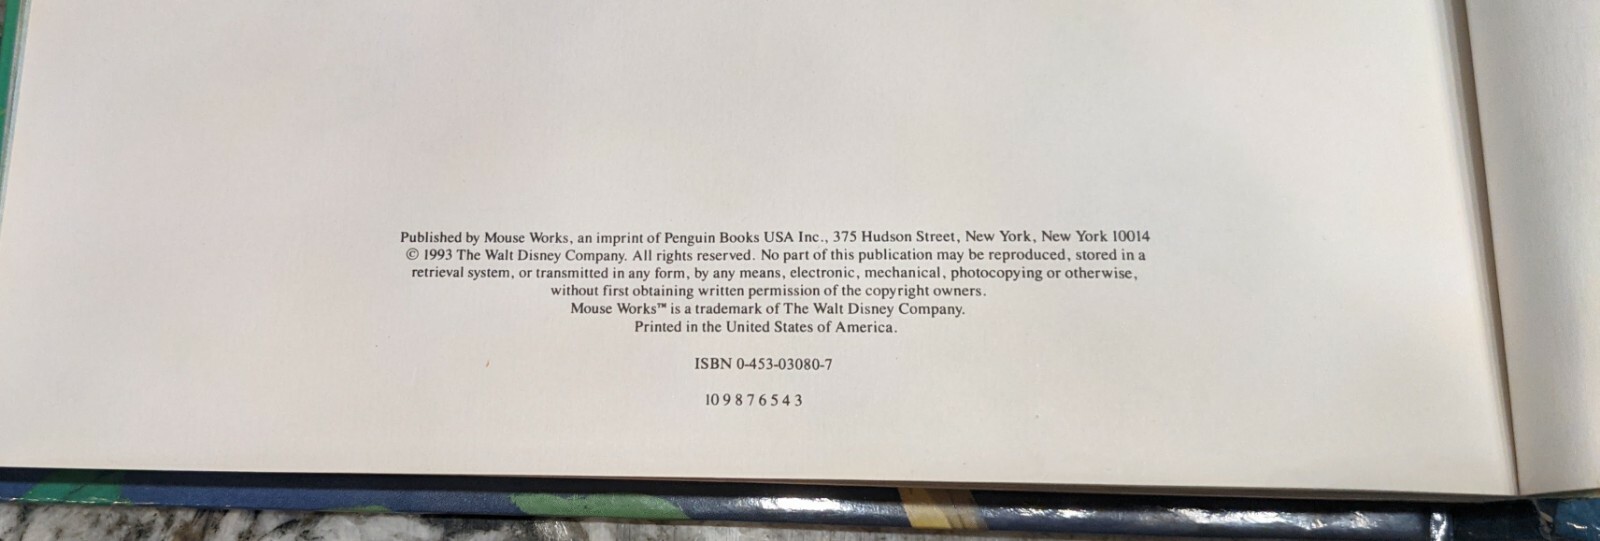 Published by Mouse Works, an imprint of Penguin Books USA Inc., 375 Hudson Street, New York, New York 10014
© 1993 The Walt Disney Company. All rights reserved. No part of this publication may be reproduced, stored in a
retrieval system, or transmitted in any form, by any means, electronic, mechanical, photocopying or otherwise,
without first obtaining written permission of the copyright owners.
Mouse Works™ is a trademark of The Walt Disney Company.
Printed in the United States of America.
ISBN 0-453-03080-7
10 9 8 7 6 5 4 3